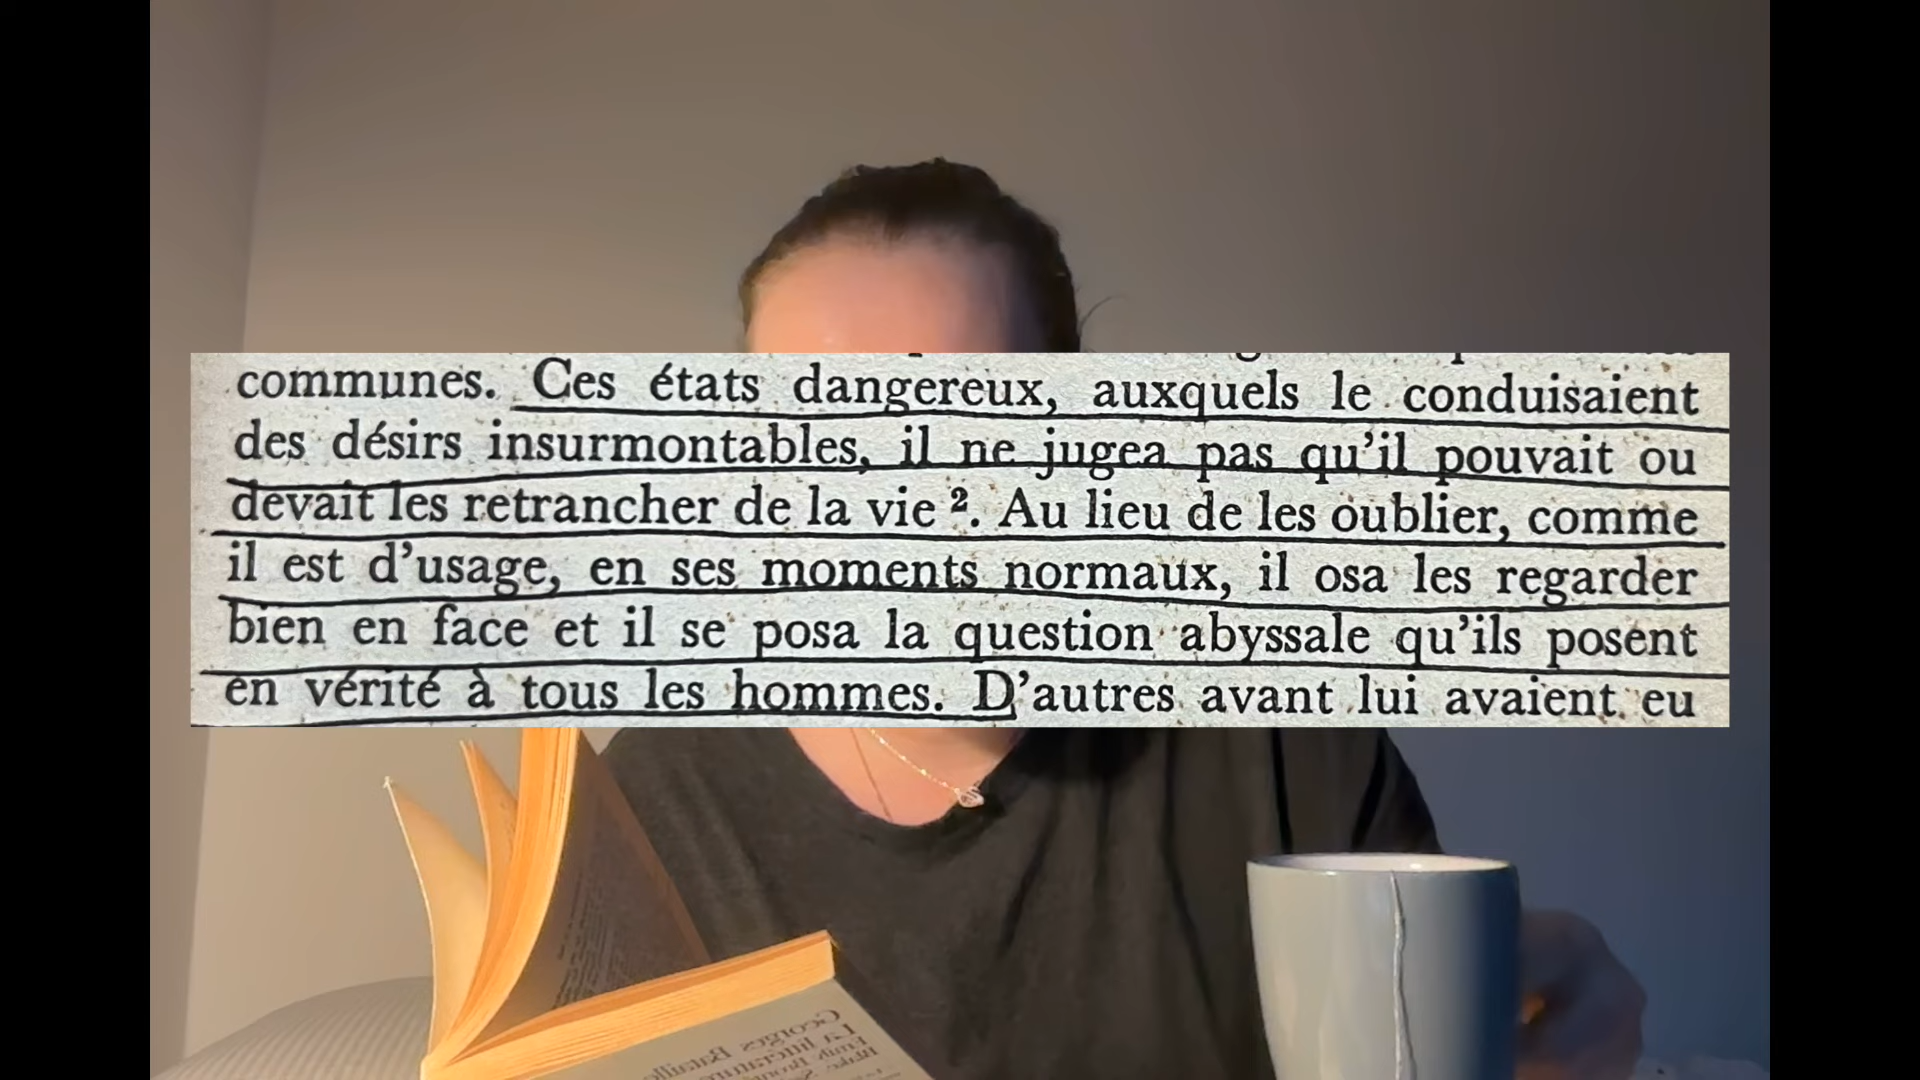 communes. Ces états dangereux, auxquels le conduisaient
des désirs insurmontables, il ne jugea pas qu'il pouvait ou
devait les retrancher de la vie ². Au lieu de les oublier, comme
il est d'usage, en ses moments normaux, il osa les regarder
bien en face et il se posa la question abyssale qu'ils posent
en vérité à tous les hommes. D'autres avant lui avaient eu
Georges Bataille
La littérature